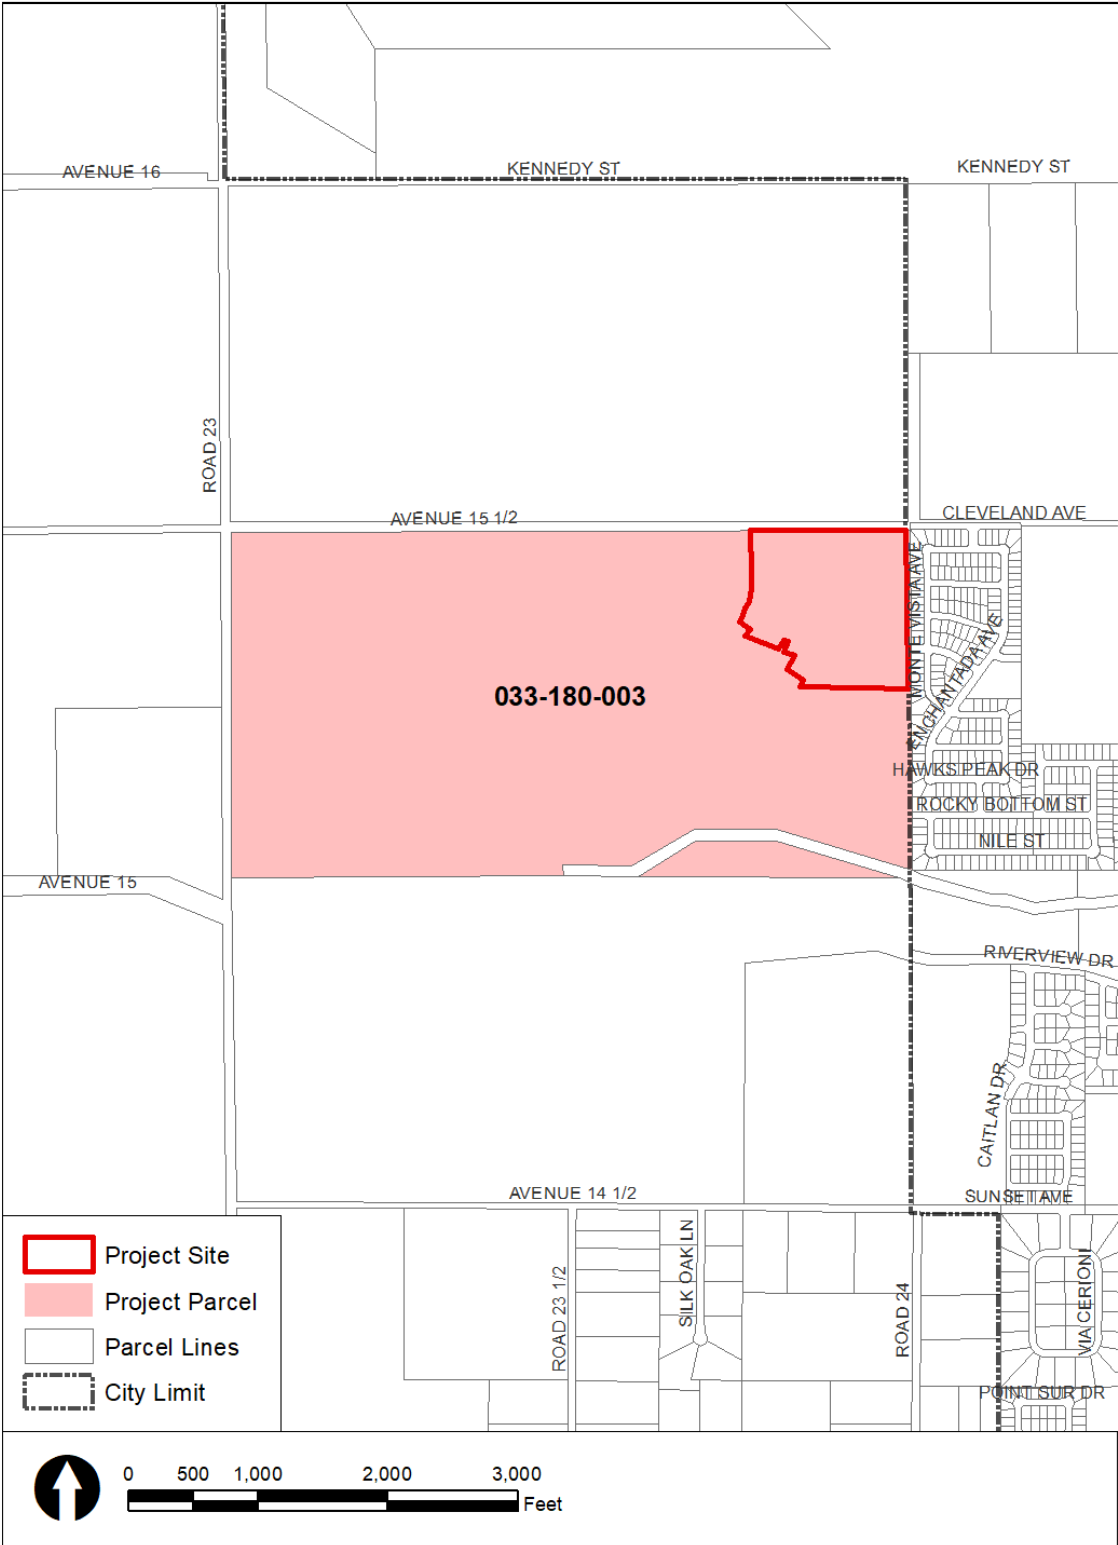 AVENUE 16
KENNEDY ST
KENNEDY ST
ROAD 23
AVENUE 15 1/2
CLEVELAND AVE
MONTE VISTA AVE
ENCHANTADA AVE
033-180-003
HAWKS PEAK DR
ROCKY BOTTOM ST
NILE ST
AVENUE 15
RIVERVIEW DR
CAITLAN DR
AVENUE 14 1/2
SUNSET AVE
ROAD 23 1/2
SILK OAK LN
ROAD 24
VIA CERIONI
POINT SUR DR
Project Site
Project Parcel
Parcel Lines
City Limit
0 500 1,000 2,000 3,000
Feet